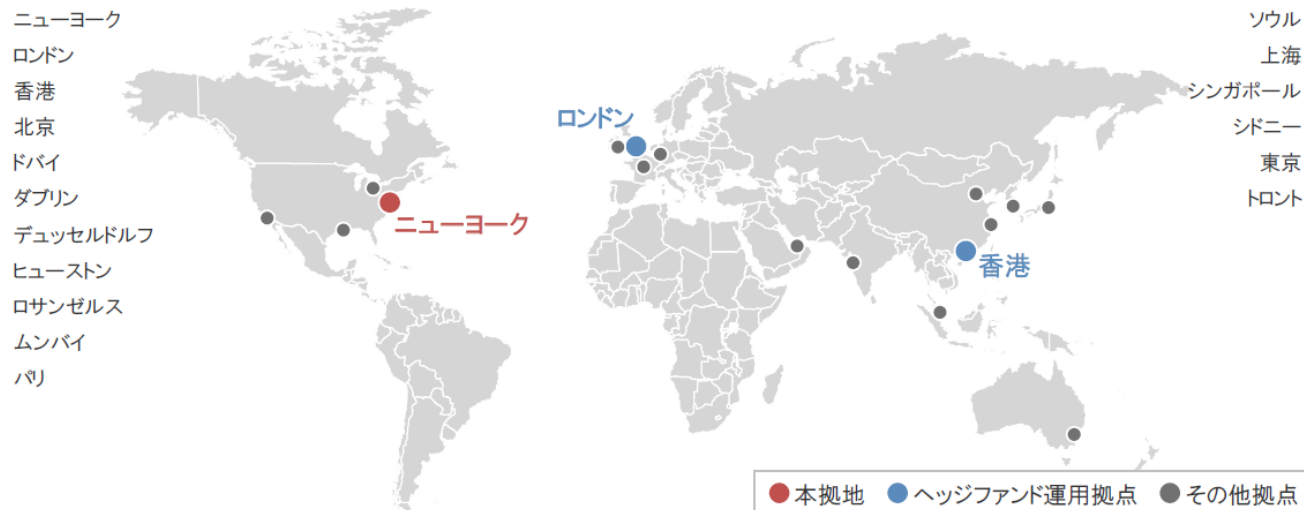 ニューヨーク
ロンドン
香港
北京
ドバイ
ダブリン
デュッセルドルフ
ヒューストン
ロサンゼルス
ムンバイ
パリ
ロンドン
ニューヨーク
香港
ソウル
上海
シンガポール
シドニー
東京
トロント
本拠地 ヘッジファンド運用拠点 その他拠点